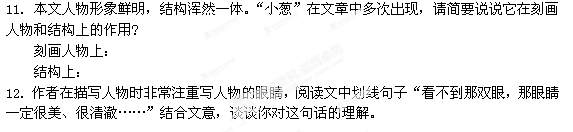 11. 本文人物形象鲜明，结构浑然一体。“小葱”在文章中多次出现，请简要说说它在刻画
人物和结构上的作用？
刻画人物上：
结构上：
12. 作者在描写人物时非常注重写人物的眼睛，阅读文中划线句子“看不到那双眼，那眼睛
一定很美、很清澈……”结合文意，谈谈你对这句话的理解。